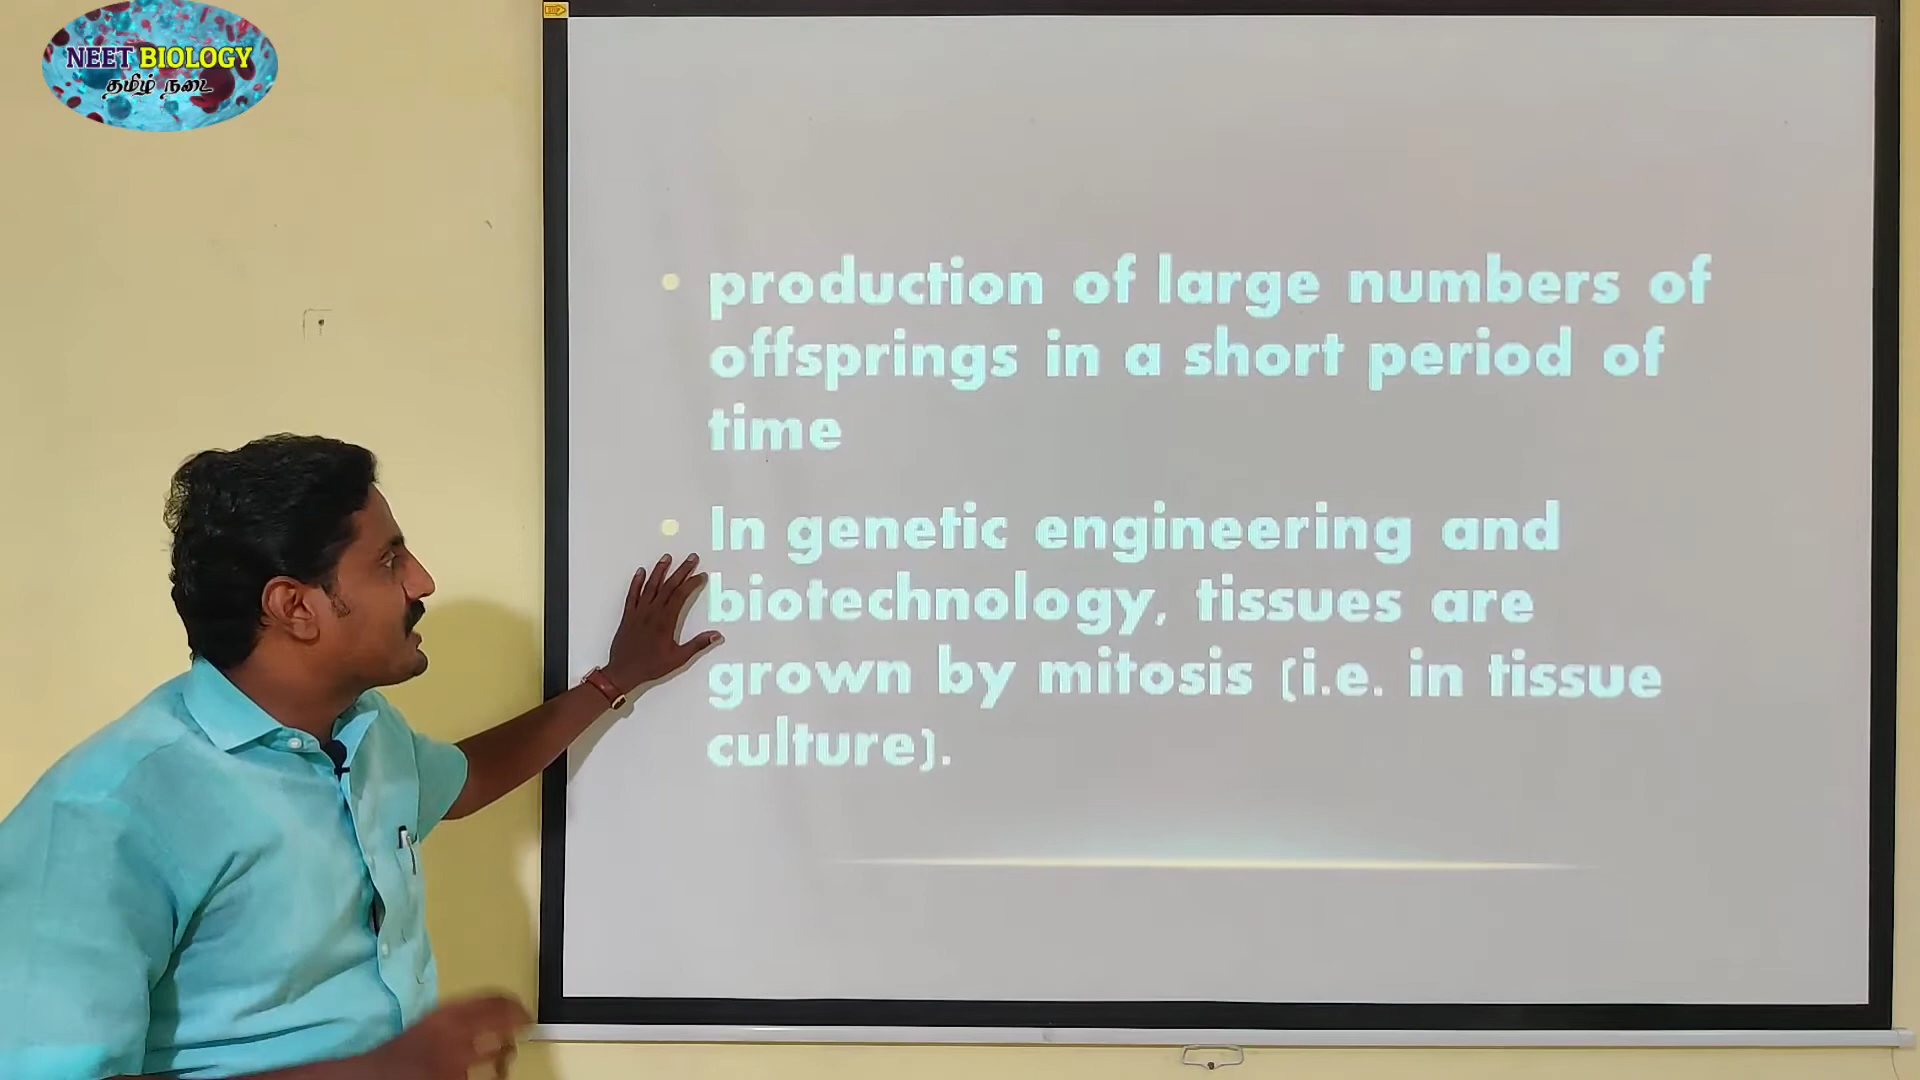 NEET BIOLOGY
தமிழ் நடை
• production of large numbers of
offsprings in a short period of
time
• In genetic engineering and
biotechnology, tissues are
grown by mitosis (i.e. in tissue
culture).